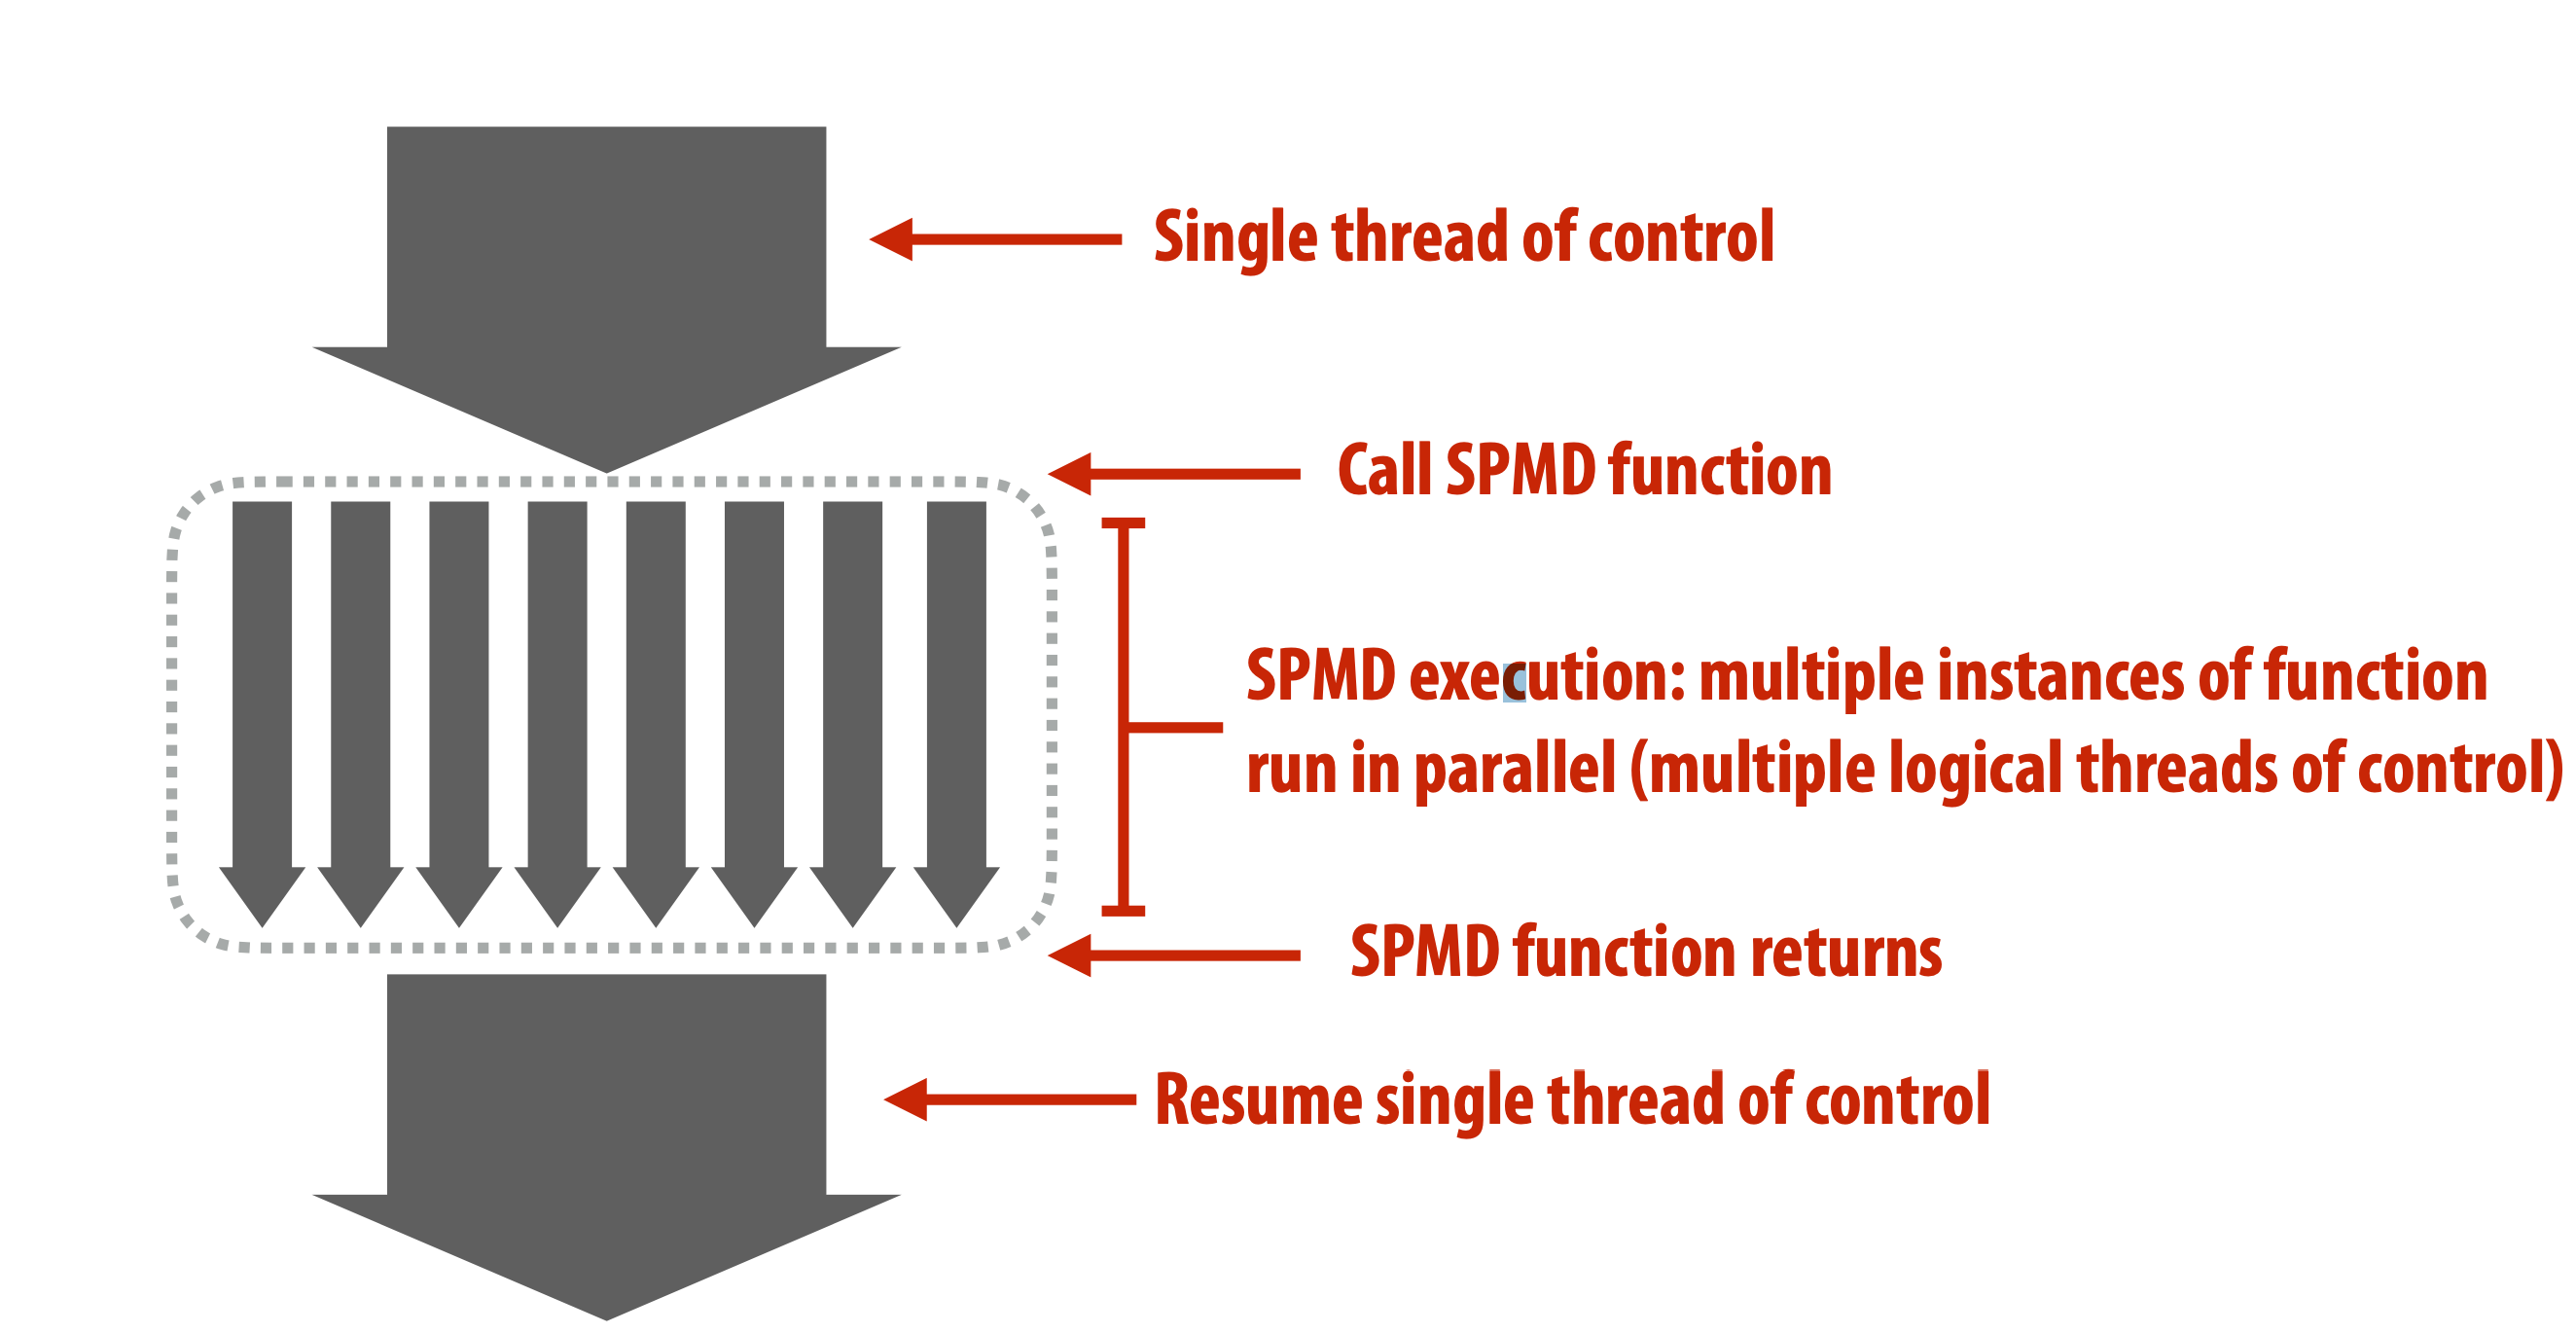 Single thread of control
Call SPMD function
SPMD execution: multiple instances of function
run in parallel (multiple logical threads of control)
SPMD function returns
Resume single thread of control